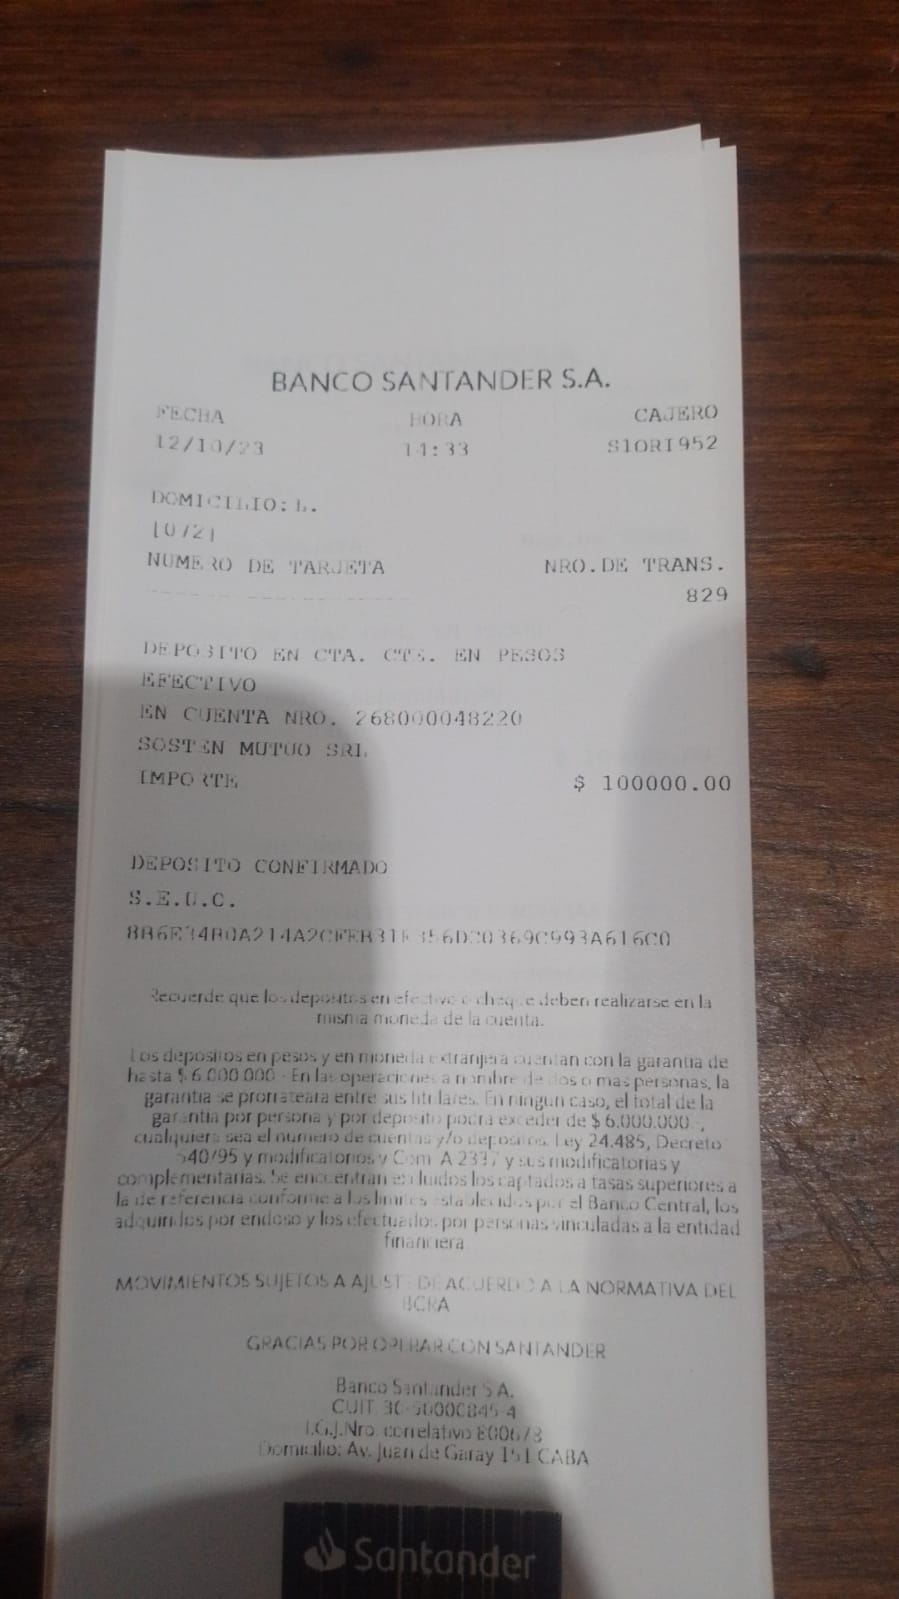 BANCO SANTANDER S.A.
FECHA HORA CAJERO
12/10/23 14:33 S1ORI952
DOMICILIO: L.
[072]
NUMERO DE TARJETA NRO.DE TRANS.
829
DEPOSITO EN CTA. CTE. EN PESOS
EFECTIVO
EN CUENTA NRO. 268000048220
SOSTEN MUTUO SRL
IMPORTE $ 100000.00
DEPOSITO CONFIRMADO
S.E.U.O.
Recuerde que los depositos en efectivo o cheque deben realizarse en la
misma moneda de la cuenta.
Los depositos en pesos y en moneda extranjera cuentan con la garantia de
hasta $ 6.000.000 - En las operaciones a nombre de dos o mas personas, la
garantia se prorrateara entre sus titulares. En ningun caso, el total de la
garantia por persona y por deposito podra exceder de $ 6.000.000.-,
cualquiera sea el numero de cuentas y/o depositos. Ley 24.485, Decreto
540/95 y modificatorios y Com. A 2337 y sus modificatorias y
complementarias. Se encuentran excluidos los captados a tasas superiores a
la de referencia conforme a los limites establecidos por el Banco Central, los
adquiridos por endoso y los efectuados por personas vinculadas a la entidad
financiera
MOVIMIENTOS SUJETOS A AJUSTE DE ACUERDO A LA NORMATIVA DEL
BCRA
GRACIAS POR OPERAR CON SANTANDER
Banco Santander S.A.
CUIT 30-50000845-4
I.G.J.Nro. correlativo 800678
Domicilio: Av. Juan de Garay 151 CABA
Santander